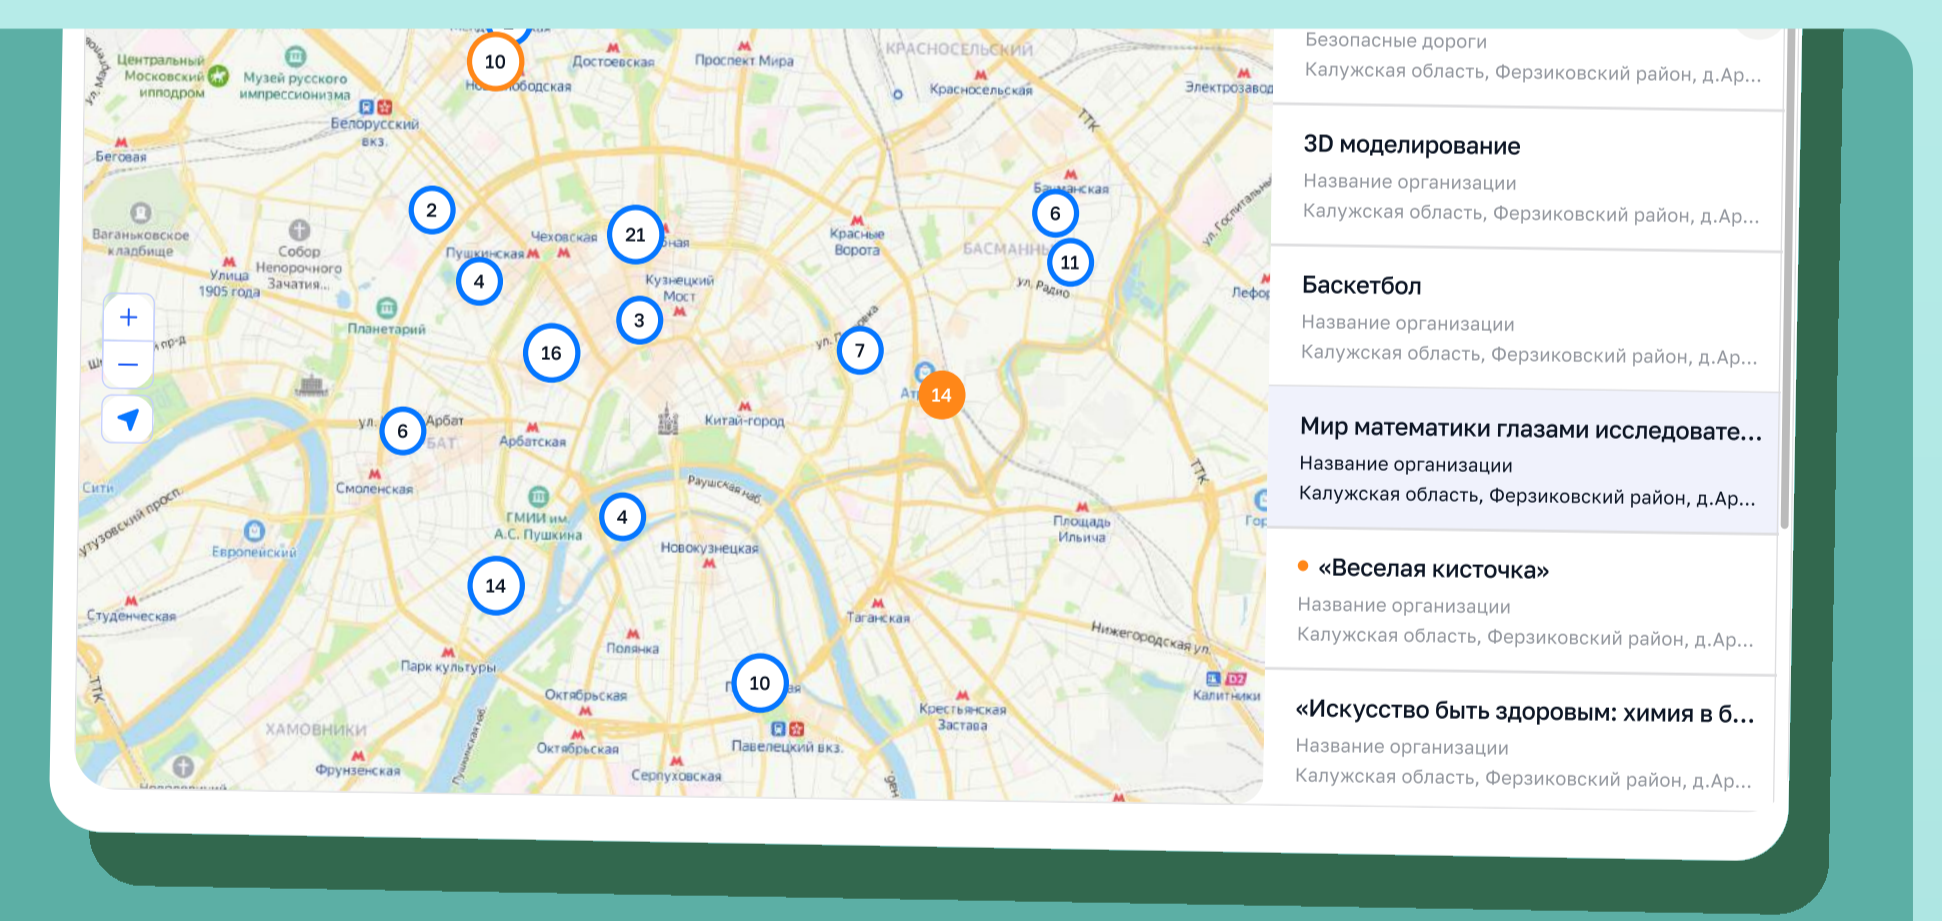 10
Достоевская
Проспект Мира
КРАСНОСЕЛЬСКИЙ
Центральный
Московский
ипподром
Музей русского
импрессионизма
Красносельская
Белорусский
вкз.
ТТК
Беговая
Бауманская
2
21
6
Ваганьковское
кладбище
Собор
Непорочного
Зачатия...
Чеховская
Пушкинская
Красные
Ворота
11
Улица
1905 года
4
Кузнецкий
Мост
ул. Радио
Планетарий
3
16
7
14
6
Арбат
Арбатская
Китай-город
Сити
Смоленская
Раушская наб.
ТТК
ГМИИ им.
А.С. Пушкина
4
Площадь
Ильича
Европейский
Новокузнецкая
14
Студенческая
Таганская
Полянка
Нижегородская ул.
Парк культуры
10
D2
Калитники
ТТК
Октябрьская
Крестьянская
Застава
ХАМОВНИКИ
Октябрьская
Павелецкий вкз.
Фрунзенская
Серпуховская
Безопасные дороги
Калужская область, Ферзиковский район, д.Ар...
3D моделирование
Название организации
Калужская область, Ферзиковский район, д.Ар...
Баскетбол
Название организации
Калужская область, Ферзиковский район, д.Ар...
Мир математики глазами исследовате...
Название организации
Калужская область, Ферзиковский район, д.Ар...
«Веселая кисточка»
Название организации
Калужская область, Ферзиковский район, д.Ар...
«Искусство быть здоровым: химия в б...
Название организации
Калужская область, Ферзиковский район, д.Ар...